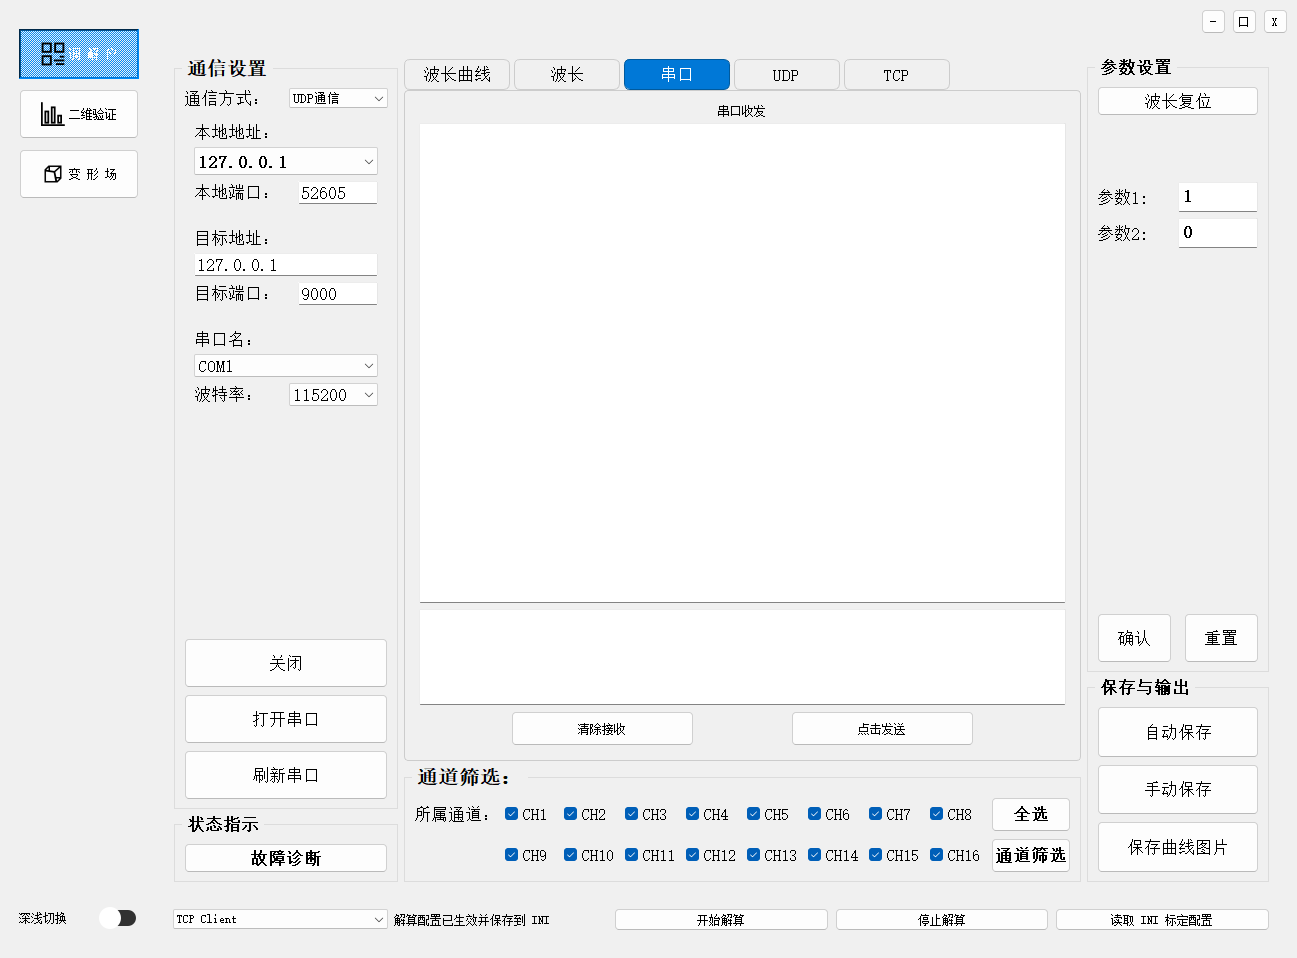 - 口 X
二维验证
变 形 场
通信设置
通信方式： UDP通信
本地地址：
127.0.0.1
本地端口： 52605
目标地址：
127.0.0.1
目标端口： 9000
串口名：
COM1
波特率： 115200
关闭
打开串口
刷新串口
状态指示
故障诊断
波长曲线 波长 串口 UDP TCP
串口收发
清除接收 点击发送
通道筛选：
所属通道： CH1 CH2 CH3 CH4 CH5 CH6 CH7 CH8 全选
CH9 CH10 CH11 CH12 CH13 CH14 CH15 CH16 通道筛选
参数设置
波长复位
参数1： 1
参数2： 0
确认 重置
保存与输出
自动保存
手动保存
保存曲线图片
深浅切换 TCP Client 解算配置已生效并保存到 INI 开始解算 停止解算 读取 INI 标定配置